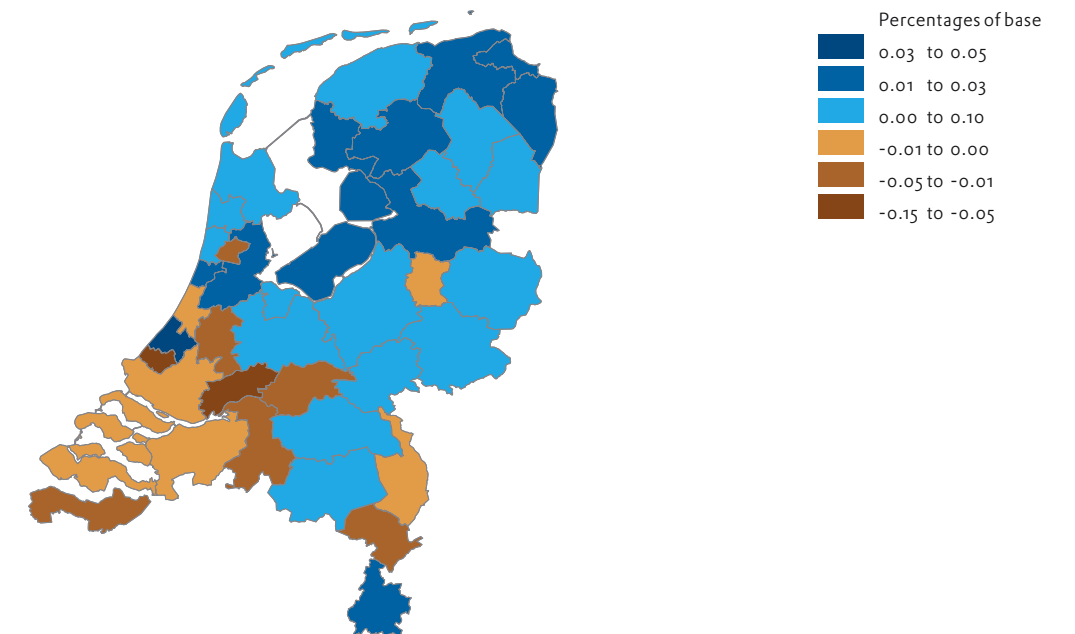 Percentages of base
0.03 to 0.05
0.01 to 0.03
0.00 to 0.10
-0.01 to 0.00
-0.05 to -0.01
-0.15 to -0.05